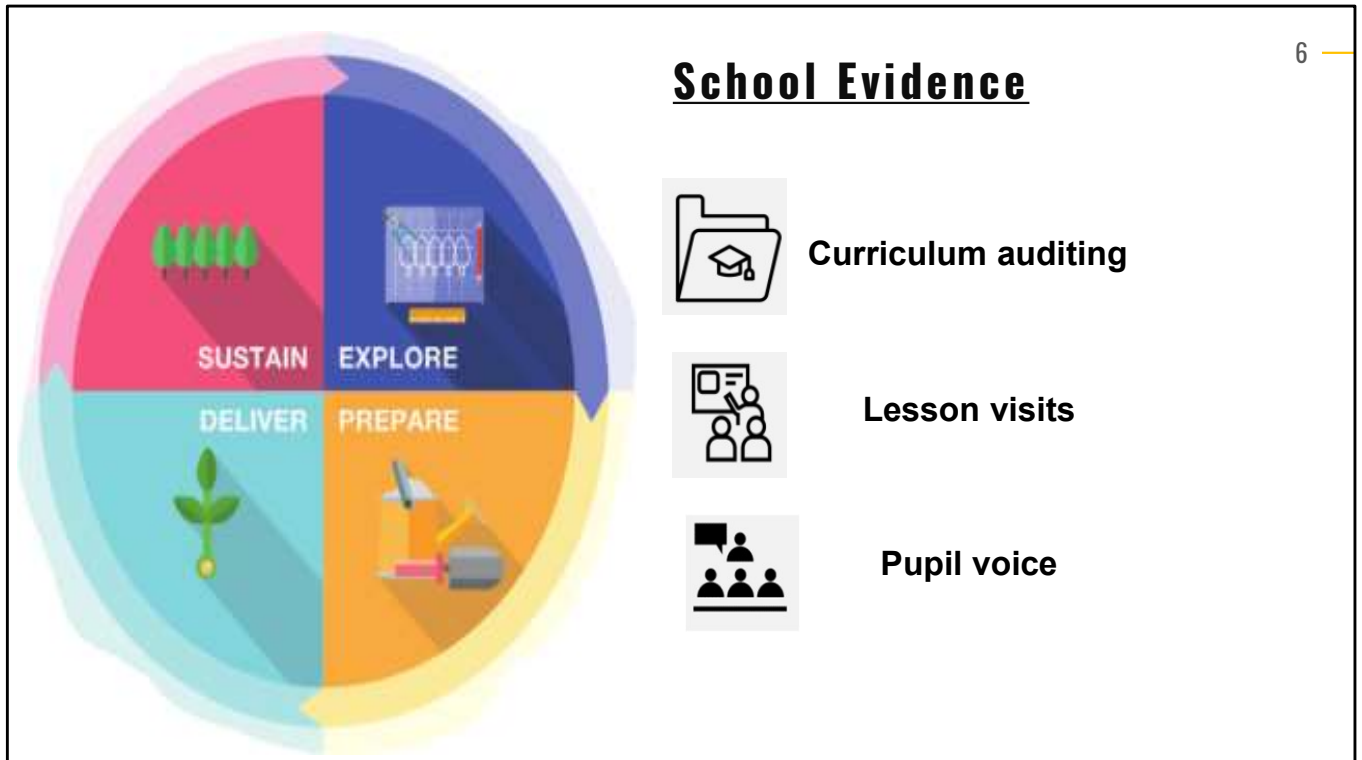 6
School Evidence
SUSTAIN EXPLORE
DELIVER PREPARE
Curriculum auditing
Lesson visits
Pupil voice